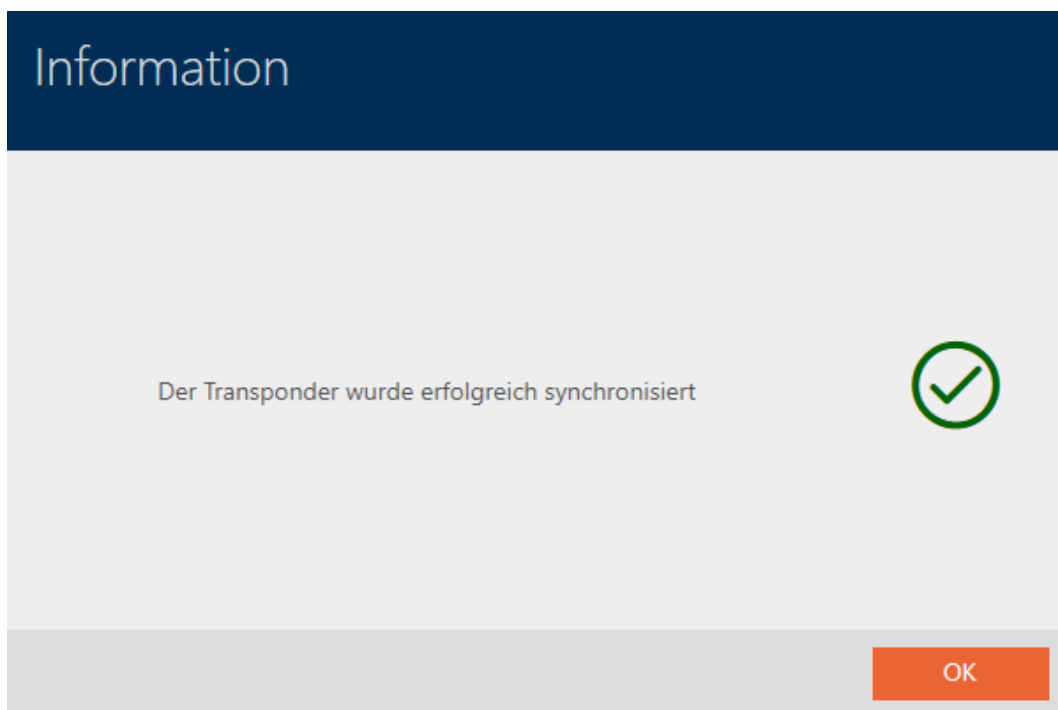 Information
Der Transponder wurde erfolgreich synchronisiert
OK